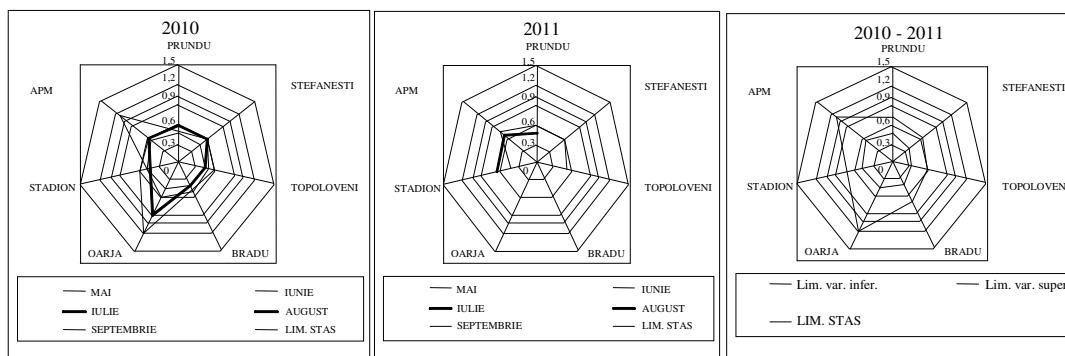 2010
PRUNDU
1,5
1,2
0,9
0,6
0,3
0
STEFANESTI
TOPOLOVENI
BRADU
OARJA
STADION
APM
MAI
IUNIE
IULIE
AUGUST
SEPTEMBRIE
LIM. STAS
2011
PRUNDU
1,5
1,2
0,9
0,6
0,3
0
STEFANESTI
TOPOLOVENI
BRADU
OARJA
STADION
APM
MAI
IUNIE
IULIE
AUGUST
SEPTEMBRIE
LIM. STAS
2010 - 2011
PRUNDU
1,5
1,2
0,9
0,6
0,3
0
STEFANESTI
TOPOLOVENI
BRADU
OARJA
STADION
APM
Lim. var. infer.
Lim. var. super
LIM. STAS